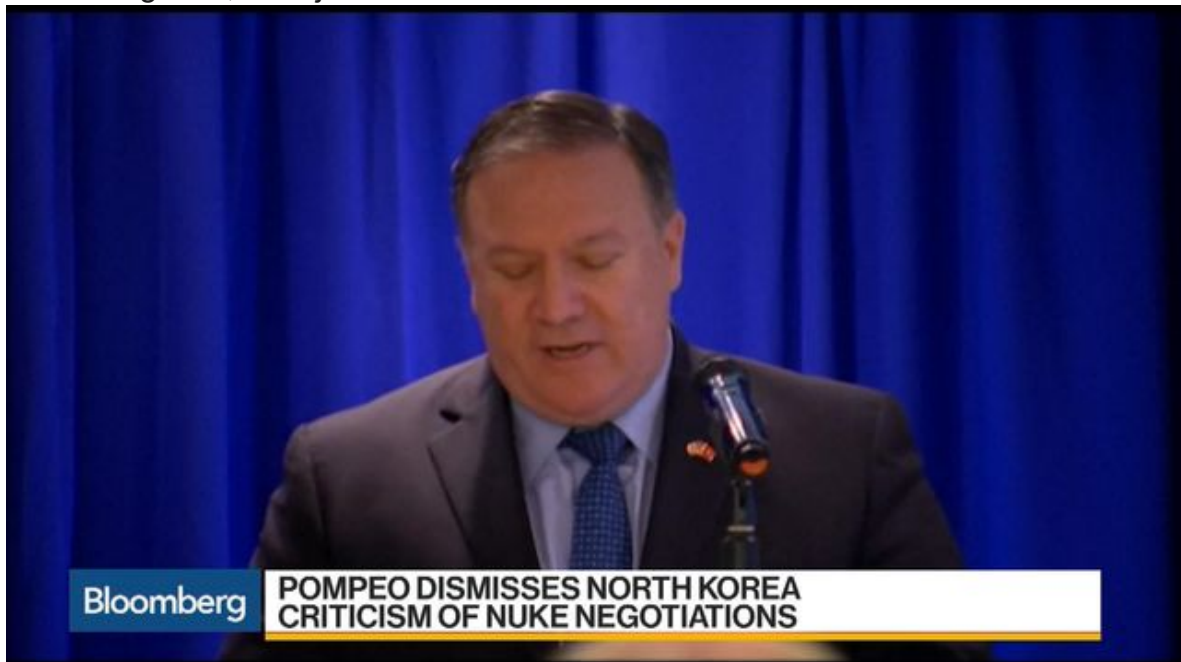 Bloomberg
POMPEO DISMISSES NORTH KOREA
CRITICISM OF NUKE NEGOTIATIONS